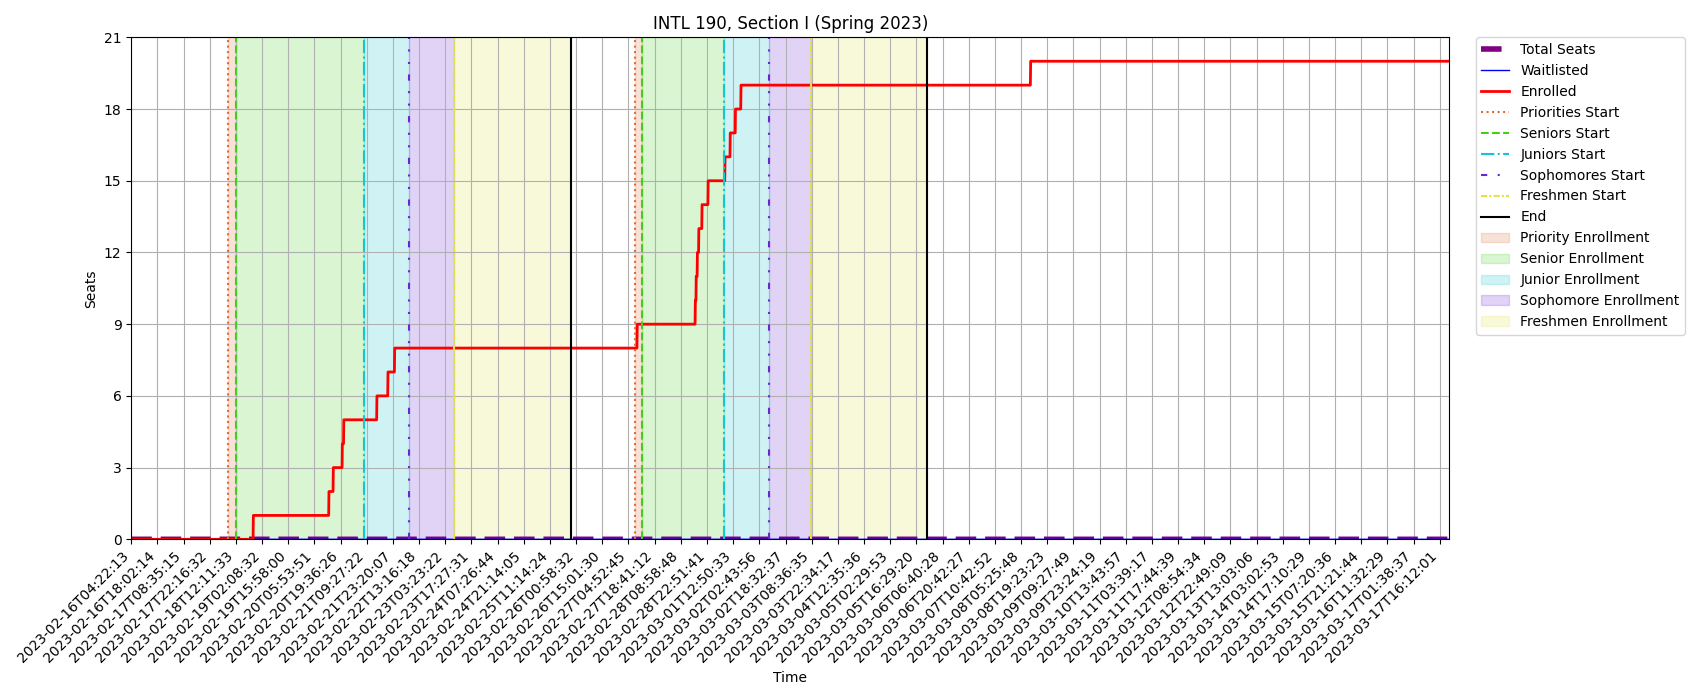 INTL 190, Section I (Spring 2023)
21
18
15
12
9
6
3
0
Seats
2023-02-16T04:22:13
2023-02-16T18:02:14
2023-02-17T08:35:15
2023-02-17T22:16:32
2023-02-18T12:11:33
2023-02-19T02:08:32
2023-02-19T15:58:00
2023-02-20T05:53:51
2023-02-20T19:36:26
2023-02-21T09:27:22
2023-02-21T23:20:07
2023-02-22T13:16:18
2023-02-23T03:23:22
2023-02-23T17:27:31
2023-02-24T07:26:44
2023-02-24T21:14:05
2023-02-25T11:14:24
2023-02-26T00:58:32
2023-02-26T15:01:30
2023-02-27T04:52:45
2023-02-27T18:41:12
2023-02-28T08:58:48
2023-02-28T22:51:41
2023-03-01T12:50:33
2023-03-02T02:43:56
2023-03-02T18:32:37
2023-03-03T08:36:35
2023-03-03T22:34:17
2023-03-04T12:35:36
2023-03-05T02:29:53
2023-03-05T16:29:20
2023-03-06T06:40:28
2023-03-06T20:42:27
2023-03-07T10:42:52
2023-03-08T05:25:48
2023-03-08T19:23:23
2023-03-09T09:27:49
2023-03-09T23:24:19
2023-03-10T13:43:57
2023-03-11T03:39:17
2023-03-11T17:44:39
2023-03-12T08:54:34
2023-03-12T22:49:09
2023-03-13T13:03:06
2023-03-14T03:02:53
2023-03-14T17:10:29
2023-03-15T07:20:36
2023-03-15T21:21:44
2023-03-16T11:32:29
2023-03-17T01:38:37
2023-03-17T16:12:01
Time
Total Seats
Waitlisted
Enrolled
Priorities Start
Seniors Start
Juniors Start
Sophomores Start
Freshmen Start
End
Priority Enrollment
Senior Enrollment
Junior Enrollment
Sophomore Enrollment
Freshmen Enrollment